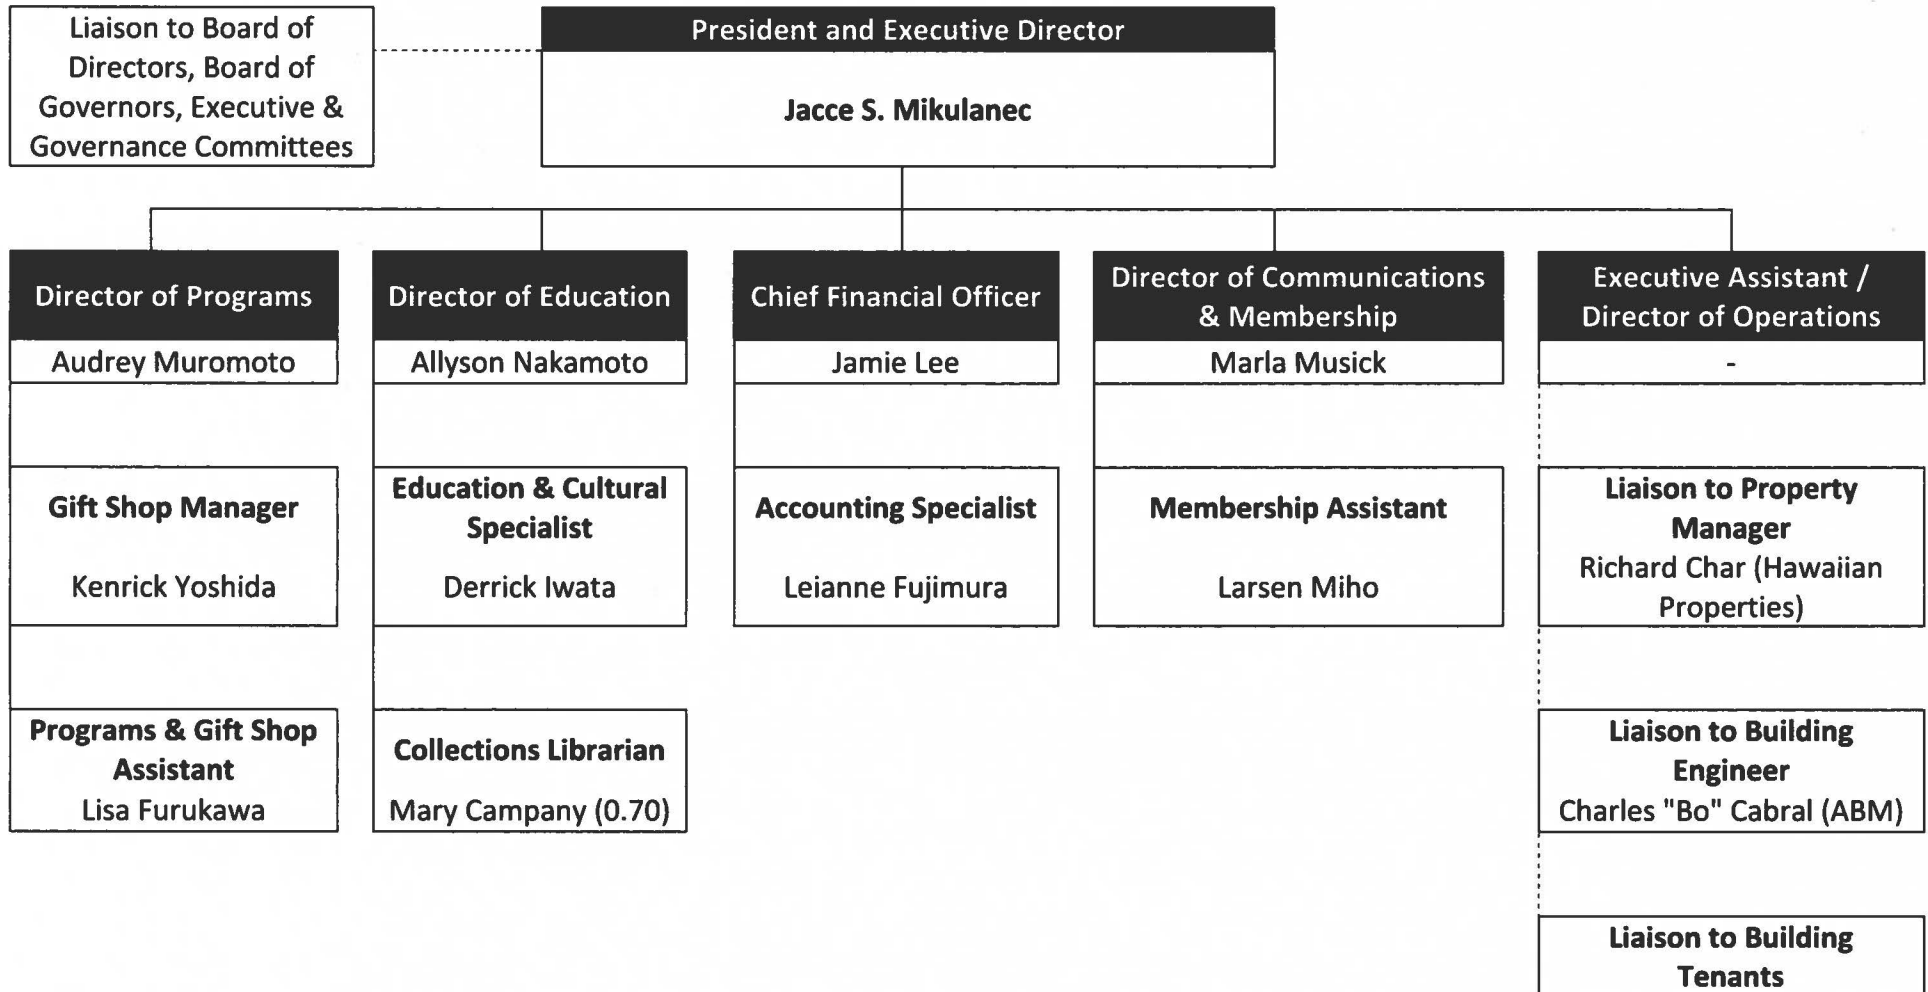 Liaison to Board of
Directors, Board of
Governors, Executive &
Governance Committees
President and Executive Director
Jacce S. Mikulanec
Director of Programs
Audrey Muromoto
Gift Shop Manager
Kenrick Yoshida
Programs & Gift Shop
Assistant
Lisa Furukawa
Director of Education
Allyson Nakamoto
Education & Cultural
Specialist
Derrick Iwata
Collections Librarian
Mary Campany (0.70)
Chief Financial Officer
Jamie Lee
Accounting Specialist
Leianne Fujimura
Director of Communications
& Membership
Marla Musick
Membership Assistant
Larsen Miho
Executive Assistant /
Director of Operations
-
Liaison to Property
Manager
Richard Char (Hawaiian
Properties)
Liaison to Building
Engineer
Charles "Bo" Cabral (ABM)
Liaison to Building
Tenants